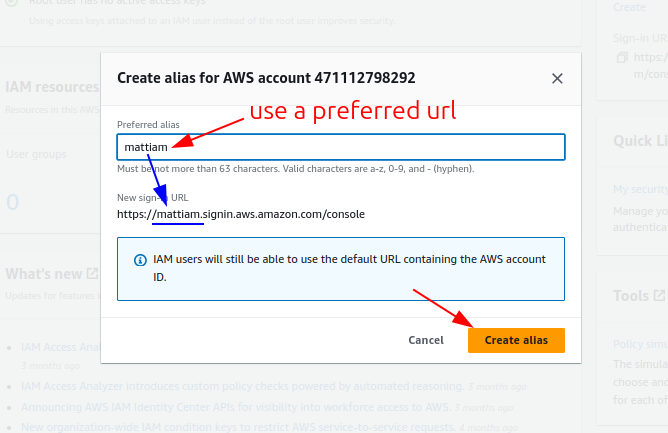 Root user has no active access keys
Using access keys attached to an IAM user instead of the root user improves security.
Create
Sign-in UR
https:/
m/cons
Create alias for AWS account 471112798292
IAM resources
Resources in this AWS
use a preferred url
Preferred alias
mattiam
Must be not more than 63 characters. Valid characters are a-z, 0-9, and - (hyphen).
User groups
0
Quick Li
My security
Manage you
authentica
New sign-in URL
https://mattiam.signin.aws.amazon.com/console
IAM users will still be able to use the default URL containing the AWS account
ID.
What's new
Updates for features i
Tools
Cancel
Create alias
IAM Access Ana
3 months ago
Policy simu
The simula
choose and
for each of
IAM Access Analyzer introduces custom policy checks powered by automated reasoning. 3 months ago
Announcing AWS IAM Identity Center APIs for visibility into workforce access to AWS. 3 months ago
New organization-wide IAM condition keys to restrict AWS service-to-service requests. 4 months ago